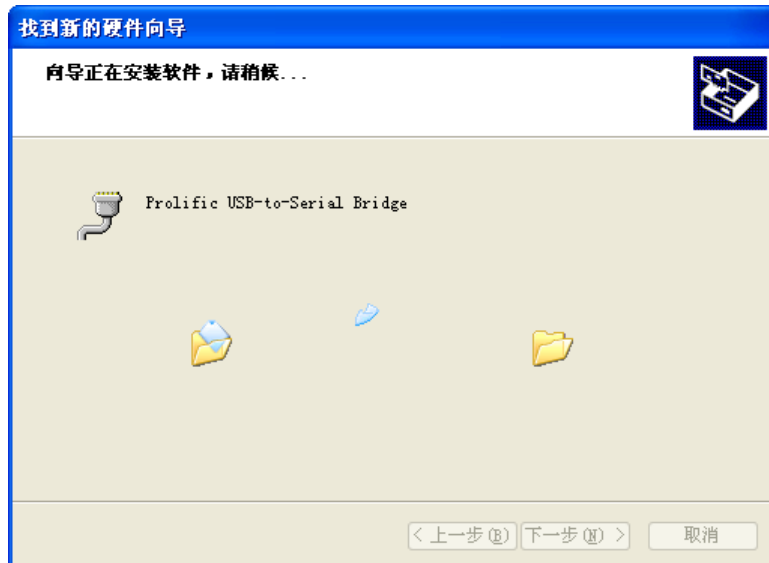 找到新的硬件向导
向导正在安装软件，请稍候...
Prolific USB-to-Serial Bridge
< 上一步(B) 下一步(N) > 取消